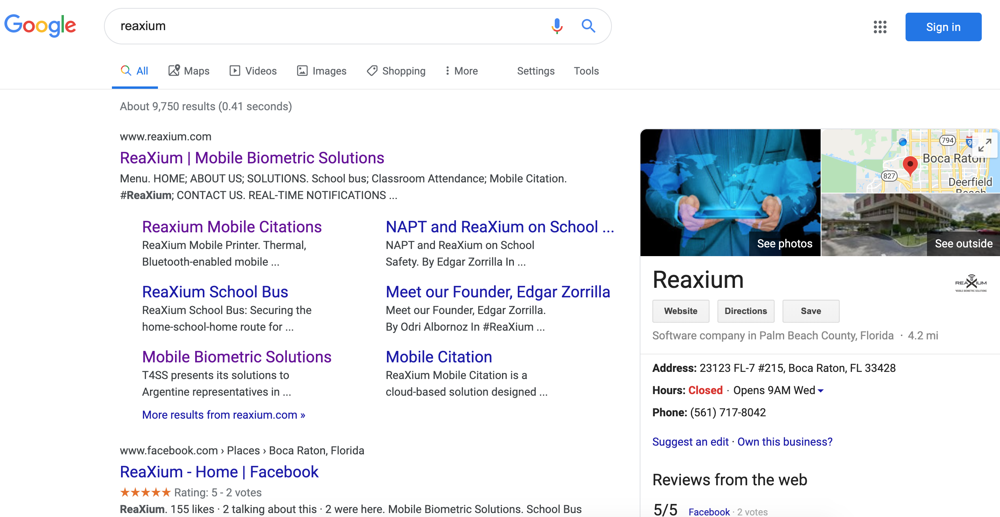 Google
reaxium
Sign in
All
Maps
Videos
Images
Shopping
More
Settings
Tools
About 9,750 results (0.41 seconds)
www.reaxium.com
ReaXium | Mobile Biometric Solutions
Menu. HOME; ABOUT US; SOLUTIONS. School bus; Classroom Attendance; Mobile Citation.
#ReaXium; CONTACT US. REAL-TIME NOTIFICATIONS ...
Reaxium Mobile Citations
ReaXium Mobile Printer. Thermal,
Bluetooth-enabled mobile ...
NAPT and ReaXium on School ...
NAPT and ReaXium on School
Safety. By Edgar Zorrilla In ...
ReaXium School Bus
ReaXium School Bus: Securing the
home-school-home route for ...
Meet our Founder, Edgar Zorrilla
Meet our Founder, Edgar Zorrilla.
By Odri Albornoz In #ReaXium ...
Mobile Biometric Solutions
T4SS presents its solutions to
Argentine representatives in ...
Mobile Citation
ReaXium Mobile Citation is a
cloud-based solution designed ...
More results from reaxium.com »
www.facebook.com › Places › Boca Raton, Florida
ReaXium - Home | Facebook
Rating: 5 - 2 votes
ReaXium. 155 likes · 2 talking about this · 2 were here. Mobile Biometric Solutions. School Bus
794
95
Boca Raton
827
Deerfield
Beach
See photos
See outside
Reaxium
REAXIUM
MOBILE BIOMETRIC SOLUTIONS
Website
Directions
Save
Software company in Palm Beach County, Florida · 4.2 mi
Address: 23123 FL-7 #215, Boca Raton, FL 33428
Hours: Closed · Opens 9AM Wed
Phone: (561) 717-8042
Suggest an edit · Own this business?
Reviews from the web
5/5 Facebook · 2 votes